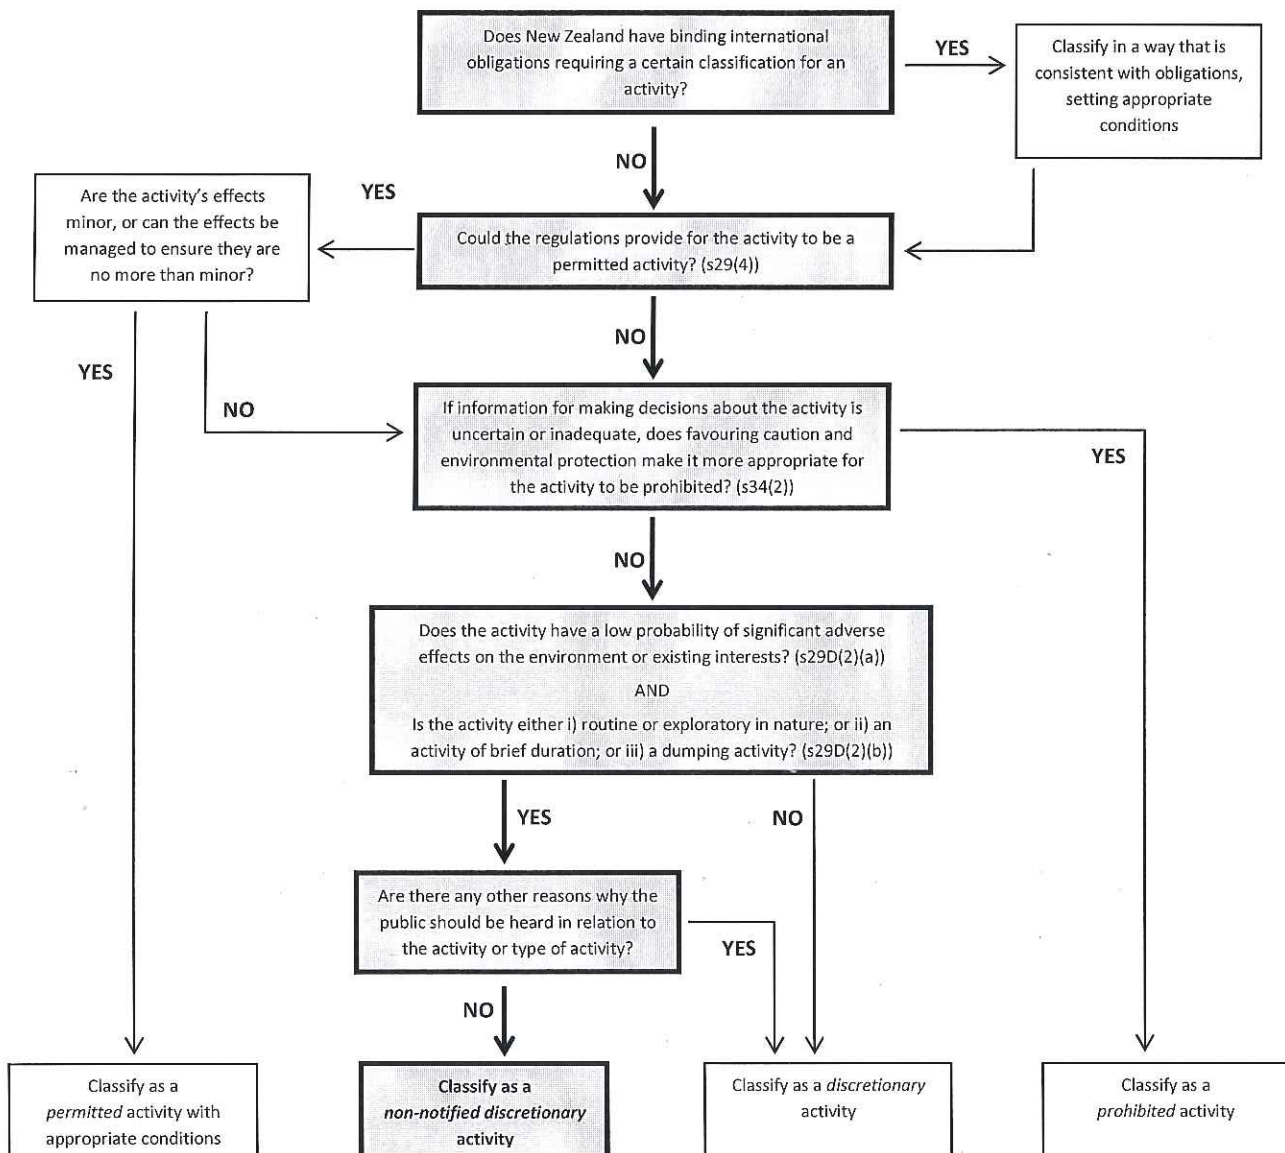 Does New Zealand have binding international
obligations requiring a certain classification for an
activity?
YES
Classify in a way that is
consistent with obligations,
setting appropriate
conditions
NO
Are the activity's effects
minor, or can the effects be
managed to ensure they are
no more than minor?
YES
Could the regulations provide for the activity to be a
permitted activity? (s29(4))
NO
YES
NO
If information for making decisions about the activity is
uncertain or inadequate, does favouring caution and
environmental protection make it more appropriate for
the activity to be prohibited? (s34(2))
YES
NO
Does the activity have a low probability of significant adverse
effects on the environment or existing interests? (s29D(2)(a))
AND
Is the activity either i) routine or exploratory in nature; or ii) an
activity of brief duration; or iii) a dumping activity? (s29D(2)(b))
YES
NO
Are there any other reasons why the
public should be heard in relation to
the activity or type of activity?
YES
NO
Classify as a
permitted activity with
appropriate conditions
Classify as a
non-notified discretionary
activity
Classify as a discretionary
activity
Classify as a
prohibited activity